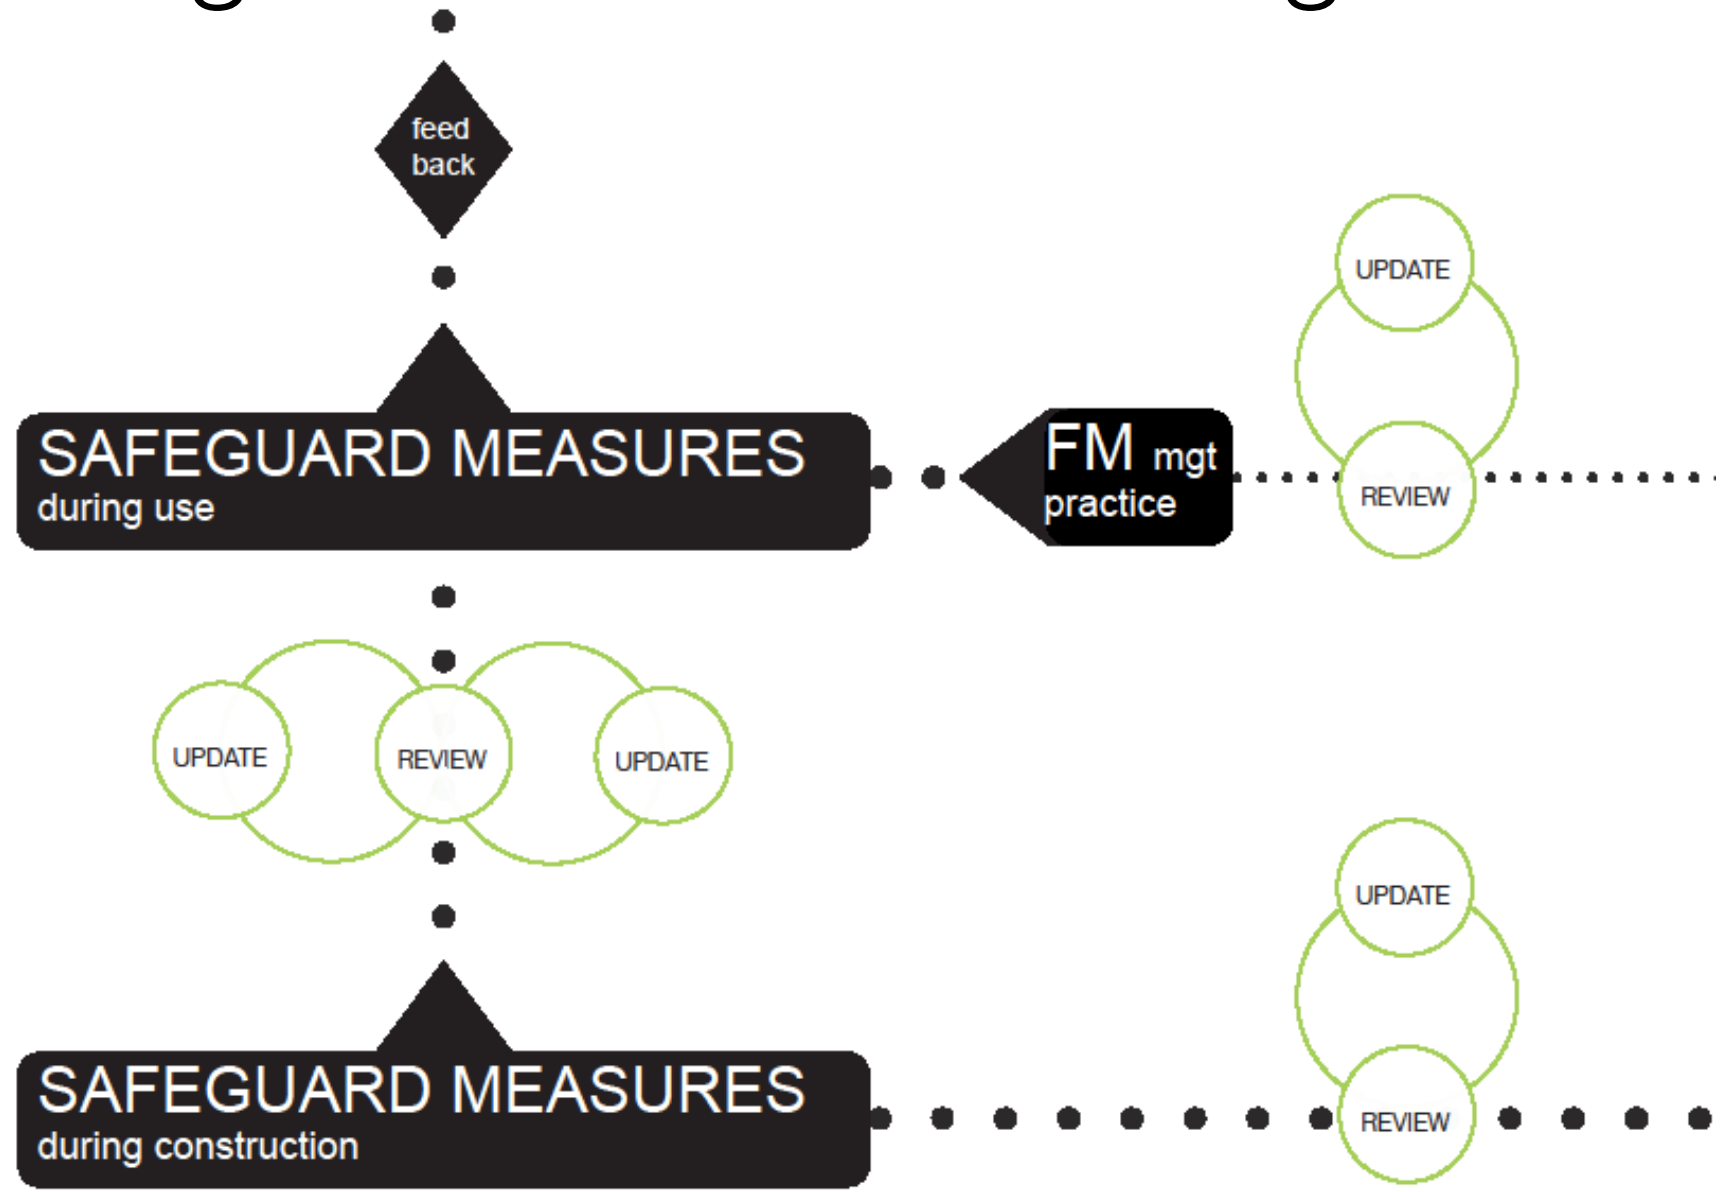 feed
back
UPDATE
SAFEGUARD MEASURES
during use
FM mgt
practice
REVIEW
UPDATE
REVIEW
UPDATE
UPDATE
SAFEGUARD MEASURES
during construction
REVIEW